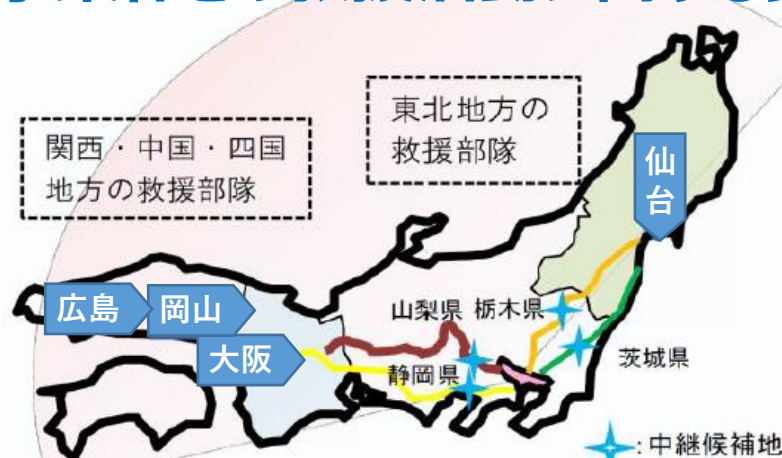 東北地方の
救援部隊
関西・中国・四国
地方の救援部隊
仙台
広島
岡山
大阪
山梨県
栃木県
静岡県
茨城県
:中継候補地